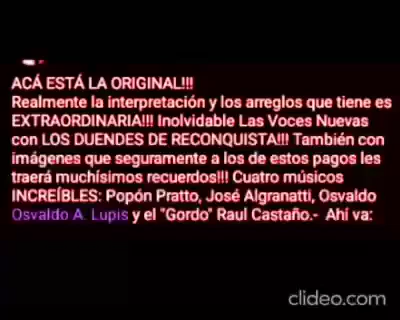 ACÁ ESTÁ LA ORIGINAL!!!
Realmente la interpretación y los arreglos que tiene es
EXTRAORDINARIA!!! Inolvidable Las Voces Nuevas
con LOS DUENDES DE RECONQUISTA!!! También con
imágenes que seguramente a los de estos pagos les
traerá muchísimos recuerdos!!! Cuatro músicos
INCREÍBLES: Popón Pratto, José Algranatti, Osvaldo
Osvaldo A. Lupis y el "Gordo" Raul Castaño.- Ahí va:
clideo.com